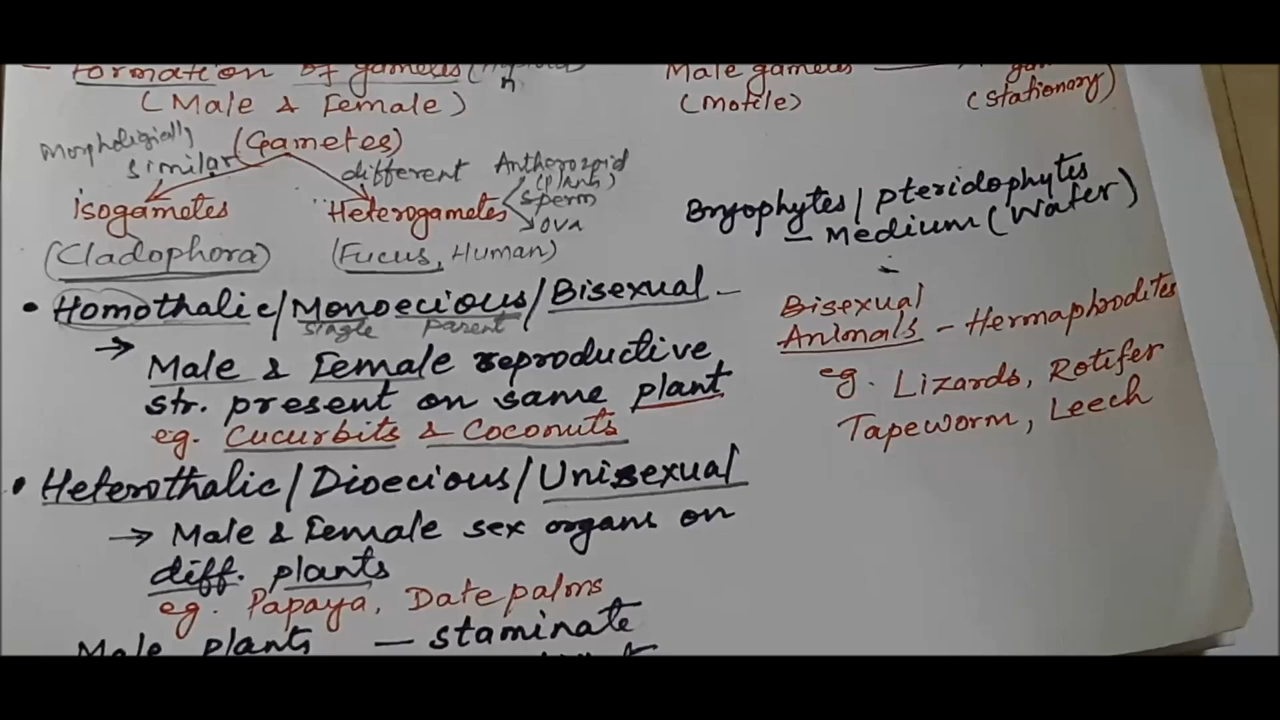 – Formation of gametes
n
(Male & Female)
(Gametes)
Morphologically
similar
different
Antherozoid
(plants)
Sperm
ova
Isogametes
Heterogametes
(Cladophora)
(Fucus, Human)
• Homothalic/Monoecious/Bisexual –
single parent
→ Male & Female reproductive
str. present on same plant
eg. Cucurbits & Coconuts
• Heterothalic/Dioecious/Unisexual
→ Male & Female sex organs on
diff. plants
eg. Papaya, Date palms
Male plants – staminate
Male gametes
(motile)
(stationary)
Bryophytes/pteridophytes
– Medium (Water)
Bisexual
Animals – Hermaphrodites
eg. Lizards, Rotifer
Tapeworm, Leech